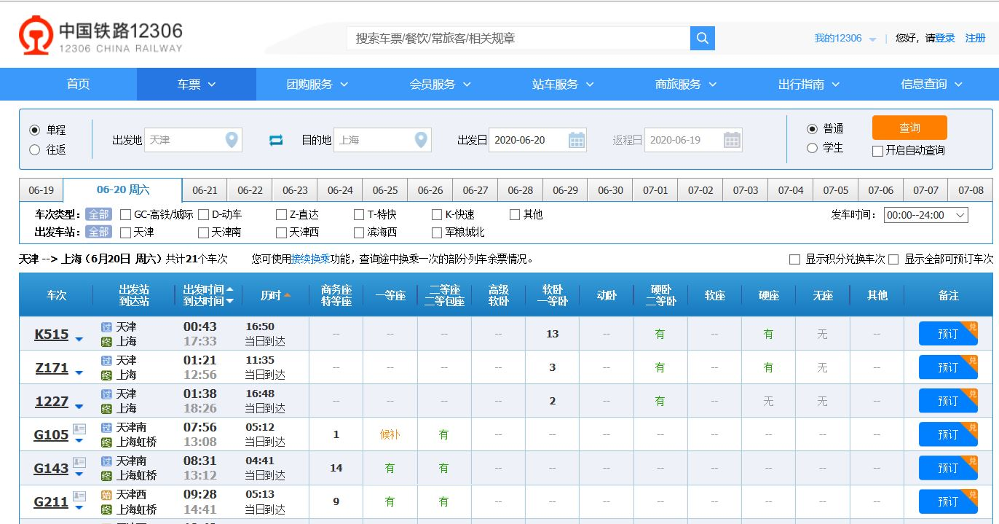 中国铁路12306
12306 CHINA RAILWAY
搜索车票/餐饮/常旅客/相关规章
我的12306 | 您好，请登录 注册
首页 车票 团购服务 会员服务 站车服务 商旅服务 出行指南 信息查询
单程
往返
出发地 天津 目的地 上海 出发日 2020-06-20 返程日 2020-06-19
普通
学生
查询
开启自动查询
06-19 06-20 周六 06-21 06-22 06-23 06-24 06-25 06-26 06-27 06-28 06-29 06-30 07-01 07-02 07-03 07-04 07-05 07-06 07-07 07-08
车次类型： 全部 GC-高铁/城际 D-动车 Z-直达 T-特快 K-快速 其他 发车时间： 00:00--24:00
出发车站： 全部 天津 天津南 天津西 滨海西 军粮城北
天津 --> 上海（6月20日 周六）共计21个车次 您可使用接续换乘功能，查询途中换乘一次的部分列车余票情况。 显示积分兑换车次 显示全部可预订车次
车次 出发站 出发时间 历时 商务座 一等座 二等座 高级 软卧 动卧 硬卧 软座 硬座 无座 其他 备注
到达站 到达时间 特等座 二等包座 软卧 一等卧 二等卧
K515 过 天津 00:43 16:50 -- -- -- -- 13 -- 有 -- 有 无 -- 预订 兑
终 上海 17:33 当日到达
Z171 过 天津 01:21 11:35 -- -- -- -- 3 -- 有 -- 有 无 -- 预订 兑
终 上海 12:56 当日到达
1227 过 天津 01:38 16:48 -- -- -- -- 2 -- 有 -- 无 无 -- 预订 兑
终 上海 18:26 当日到达
G105 过 天津南 07:56 05:12 1 候补 有 -- -- -- -- -- -- -- -- 预订 兑
终 上海虹桥 13:08 当日到达
G143 过 天津南 08:31 04:41 14 有 有 -- -- -- -- -- -- -- -- 预订 兑
终 上海虹桥 13:12 当日到达
G211 始 天津西 09:28 05:13 9 有 有 -- -- -- -- -- -- -- -- 预订 兑
终 上海虹桥 14:41 当日到达